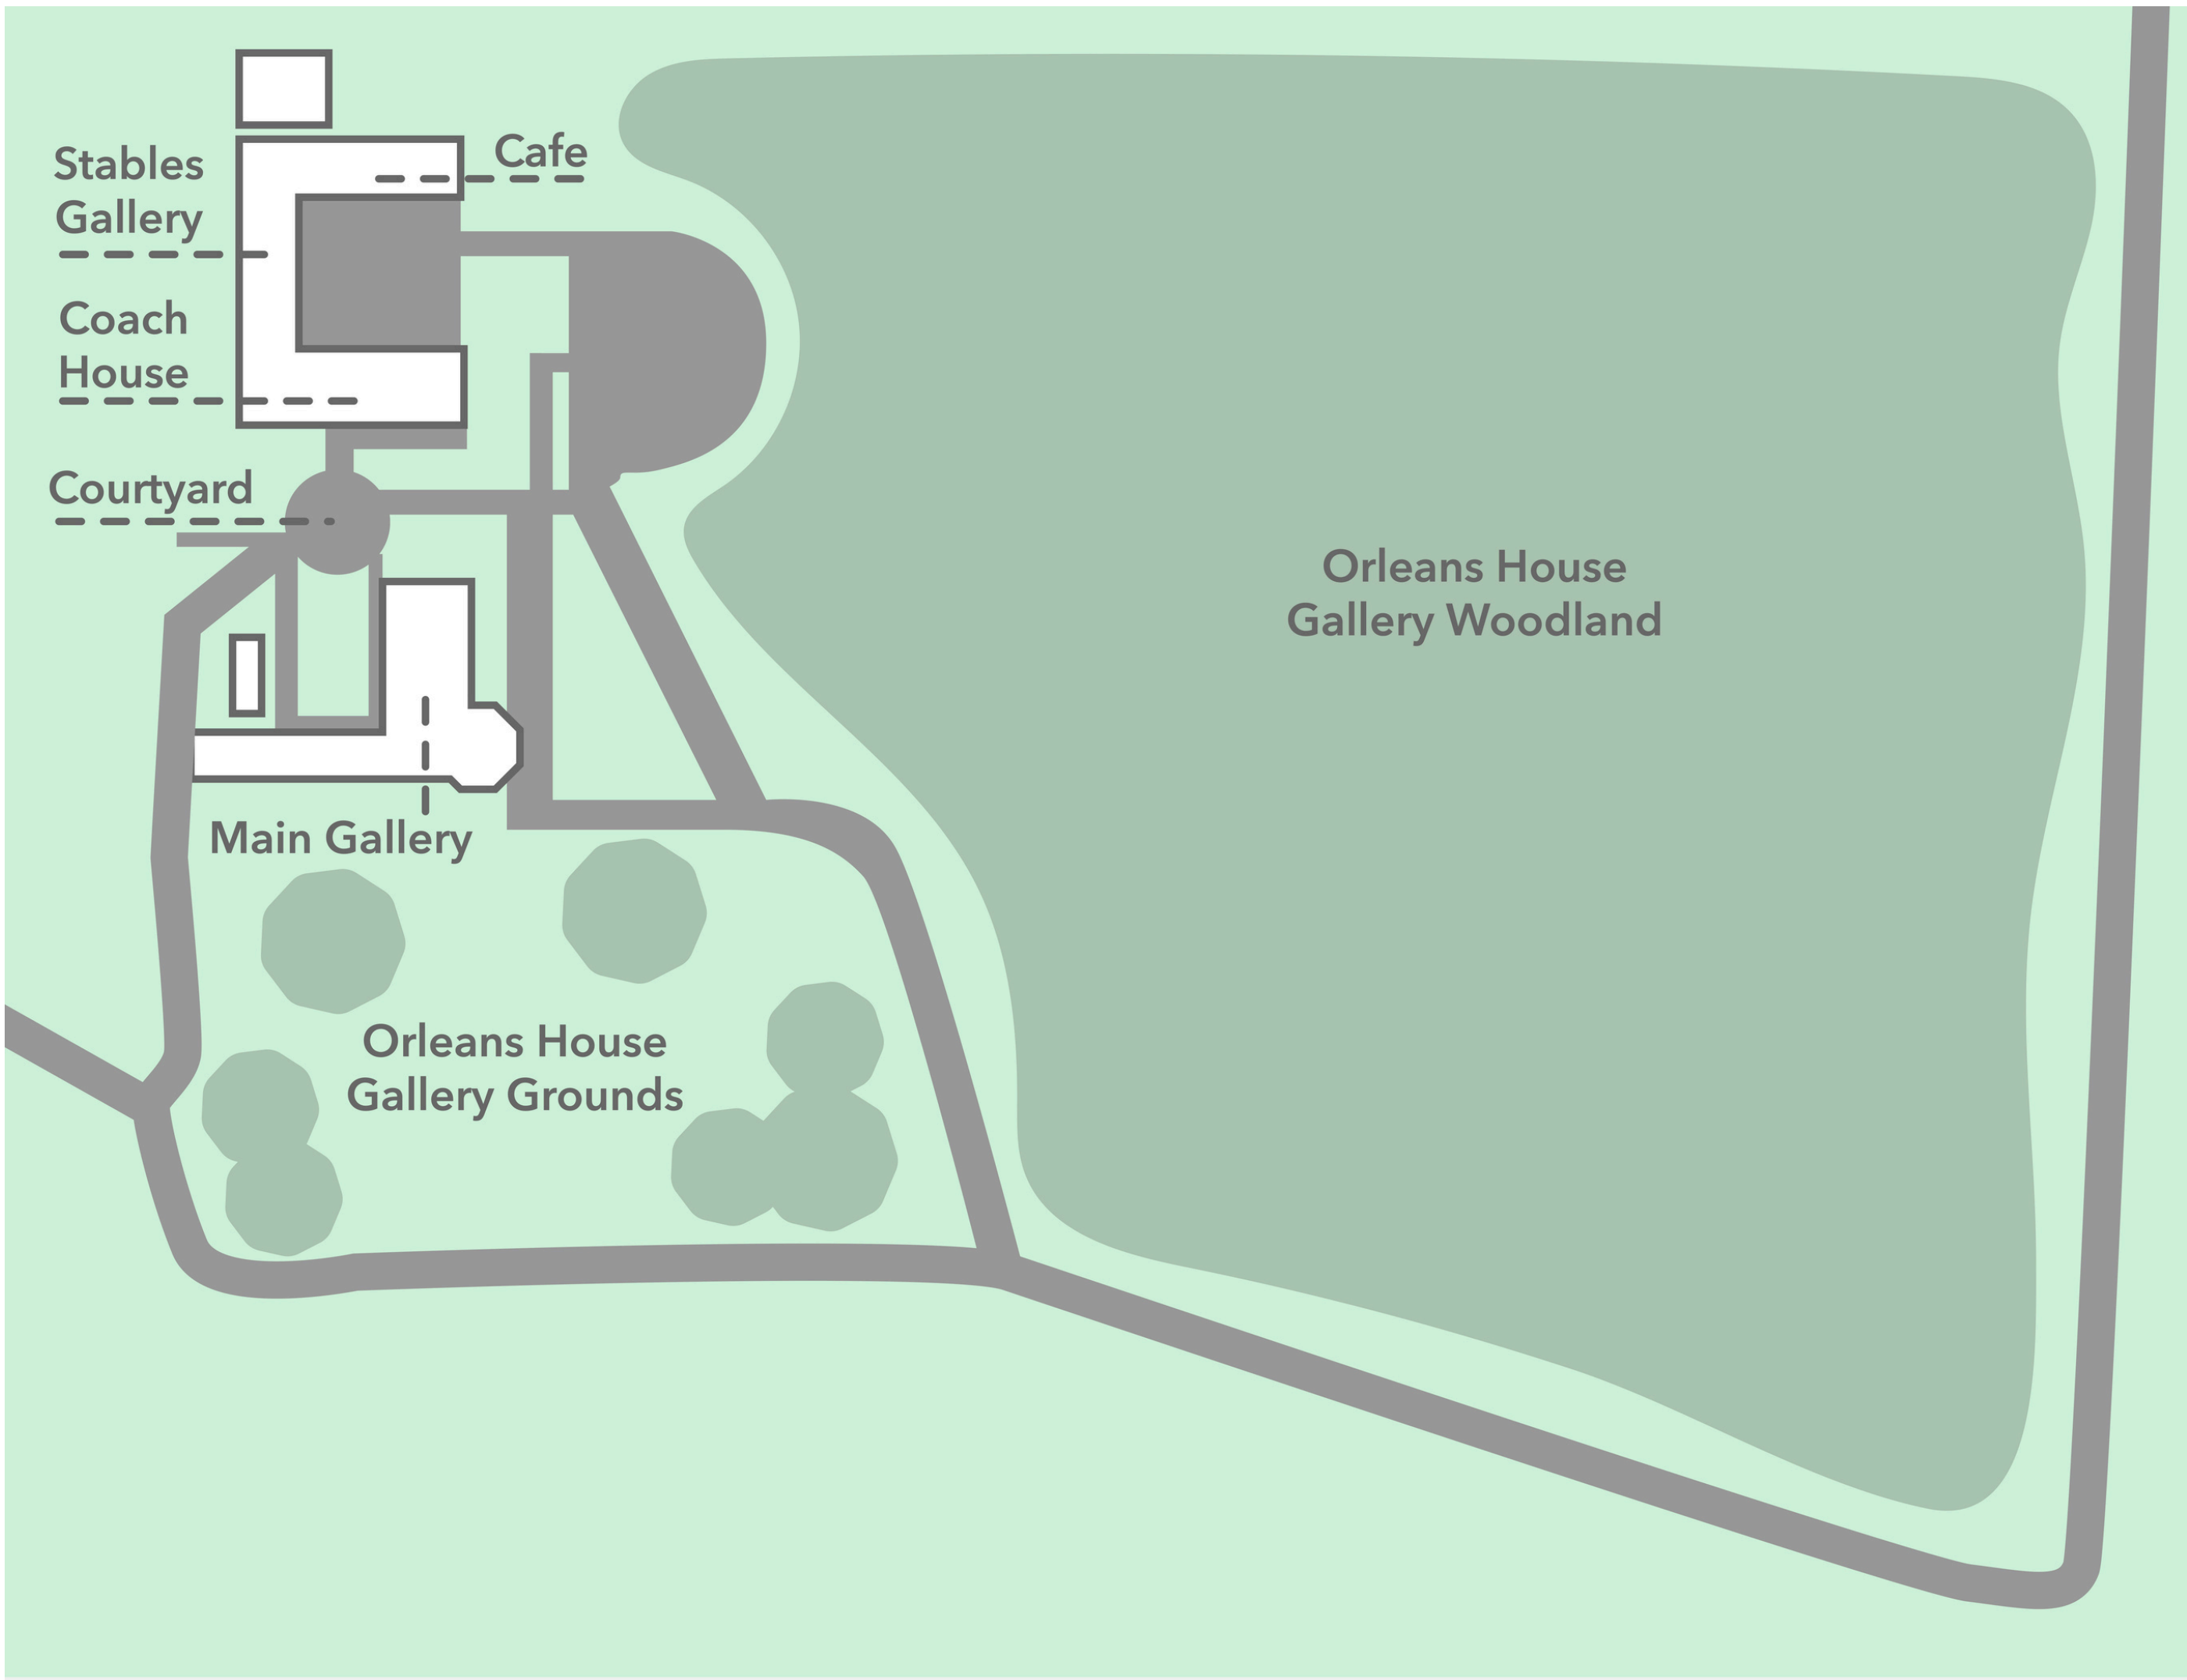 Stables
Gallery
Cafe
Coach
House
Courtyard
Orleans House
Gallery Woodland
Main Gallery
Orleans House
Gallery Grounds